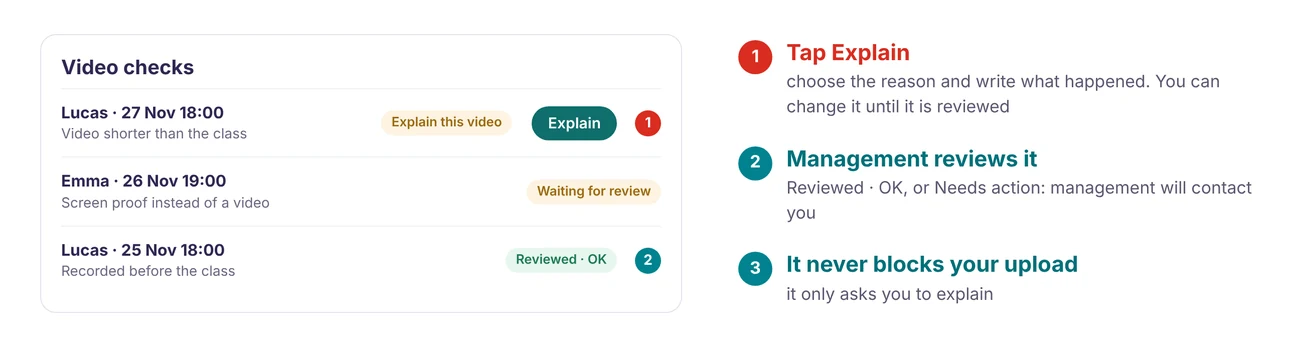 Video checks
Lucas · 27 Nov 18:00
Video shorter than the class
Explain this video
Explain
1
Emma · 26 Nov 19:00
Screen proof instead of a video
Waiting for review
Lucas · 25 Nov 18:00
Recorded before the class
Reviewed · OK
2
1
Tap Explain
choose the reason and write what happened. You can
change it until it is reviewed
2
Management reviews it
Reviewed · OK, or Needs action: management will contact
you
3
It never blocks your upload
it only asks you to explain